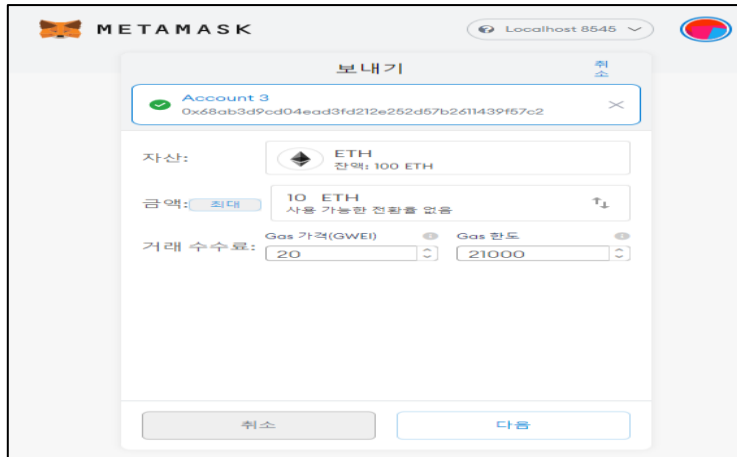 METAMASK
Localhost 8545
보내기
취소
Account 3
0x68ab3d9cd04ead3fd212e252d57b2611439f57c2
자산:
ETH
잔액: 100 ETH
금액:
최대
10 ETH
사용 가능한 전환율 없음
거래 수수료:
Gas 가격(GWEI)
Gas 한도
20
21000
취소
다음